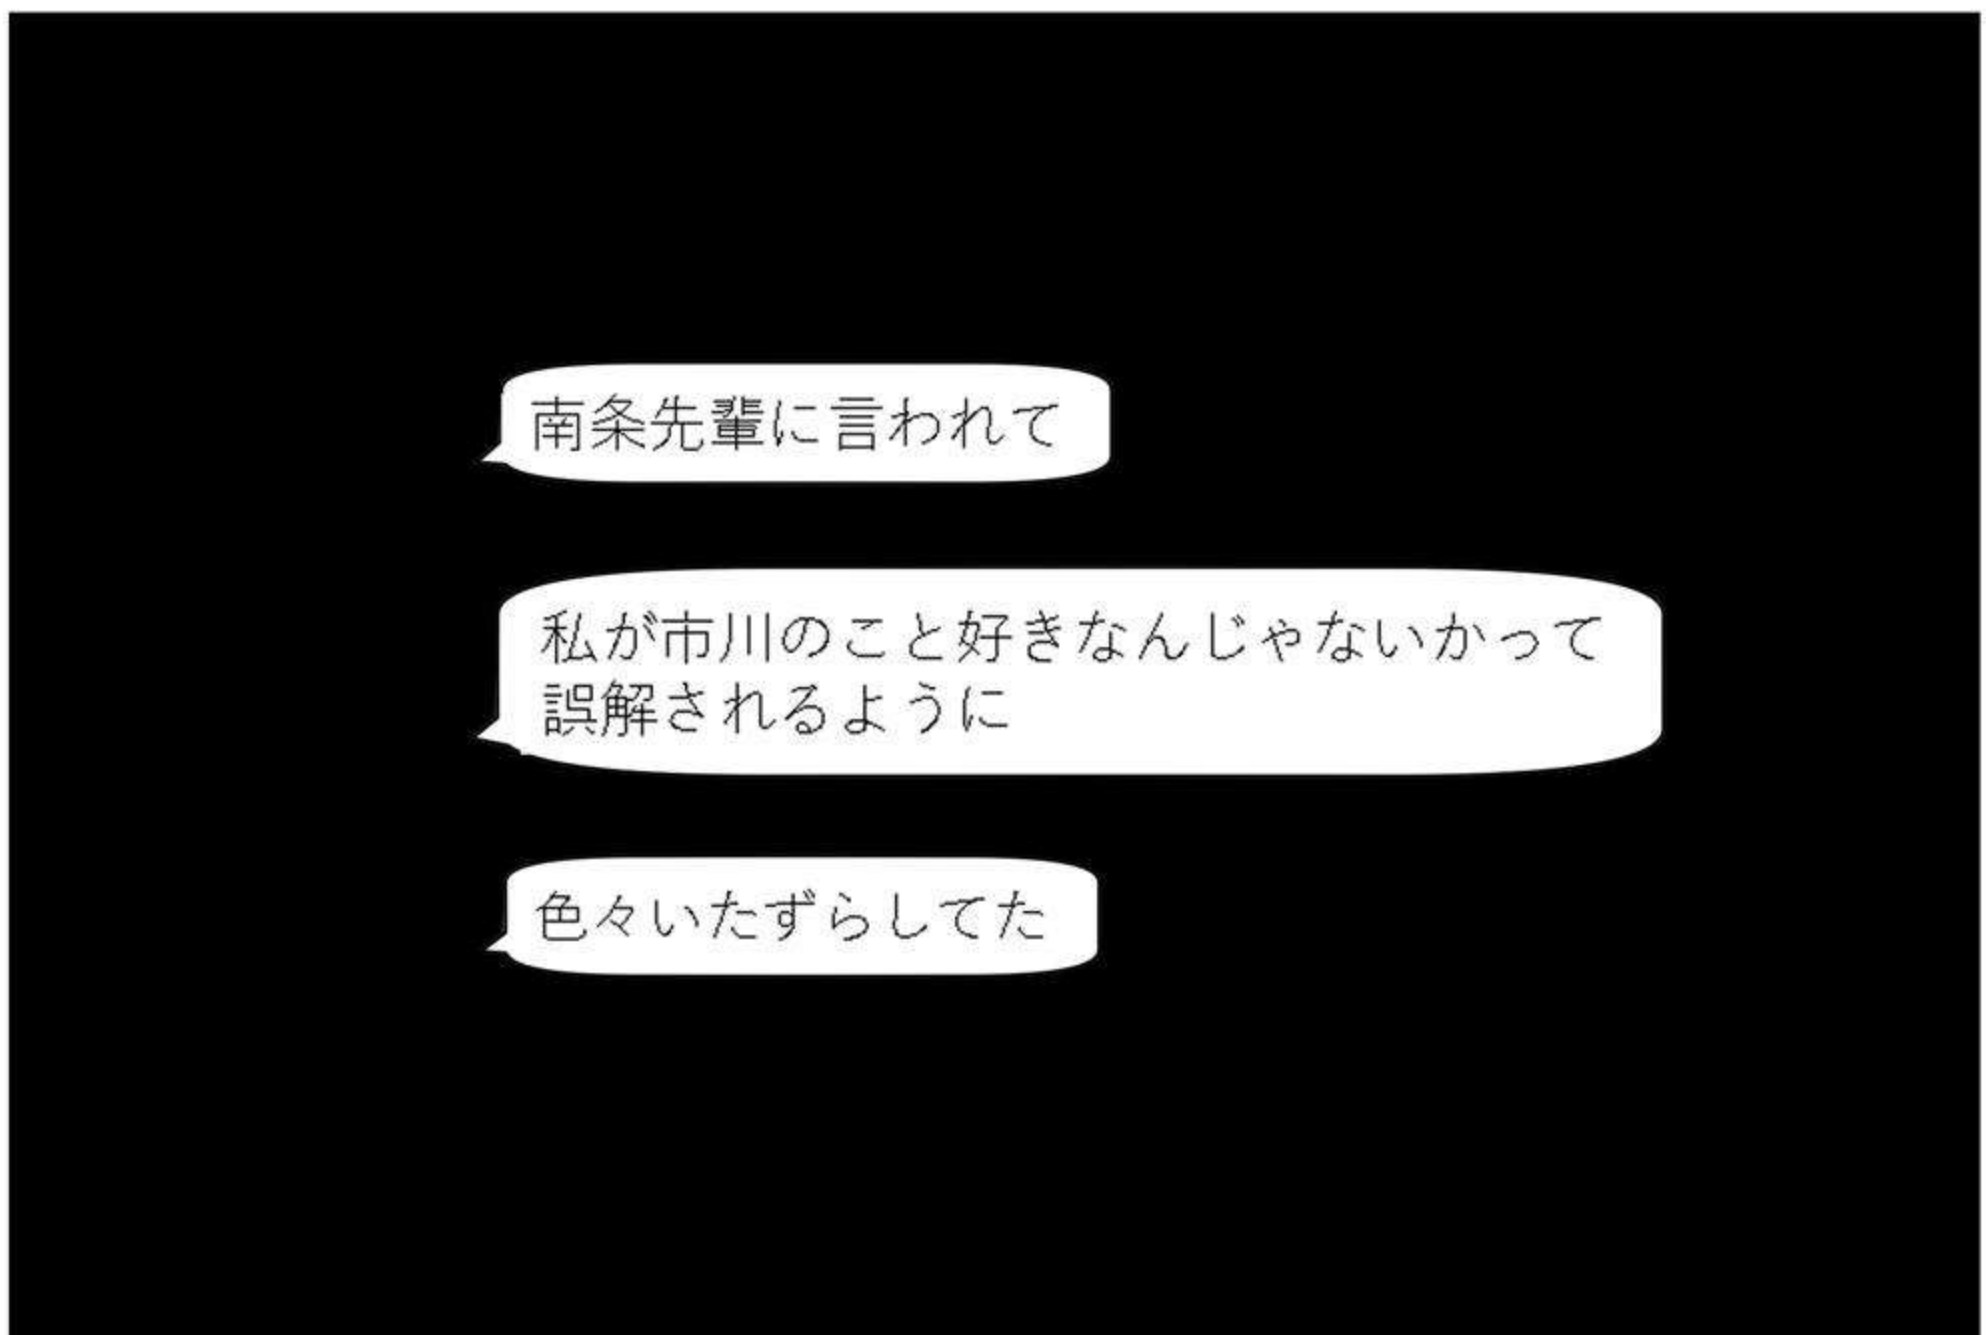 南条先輩に言われて
私が市川のこと好きなんじゃないかって
誤解されるように
色々いたずらしてた